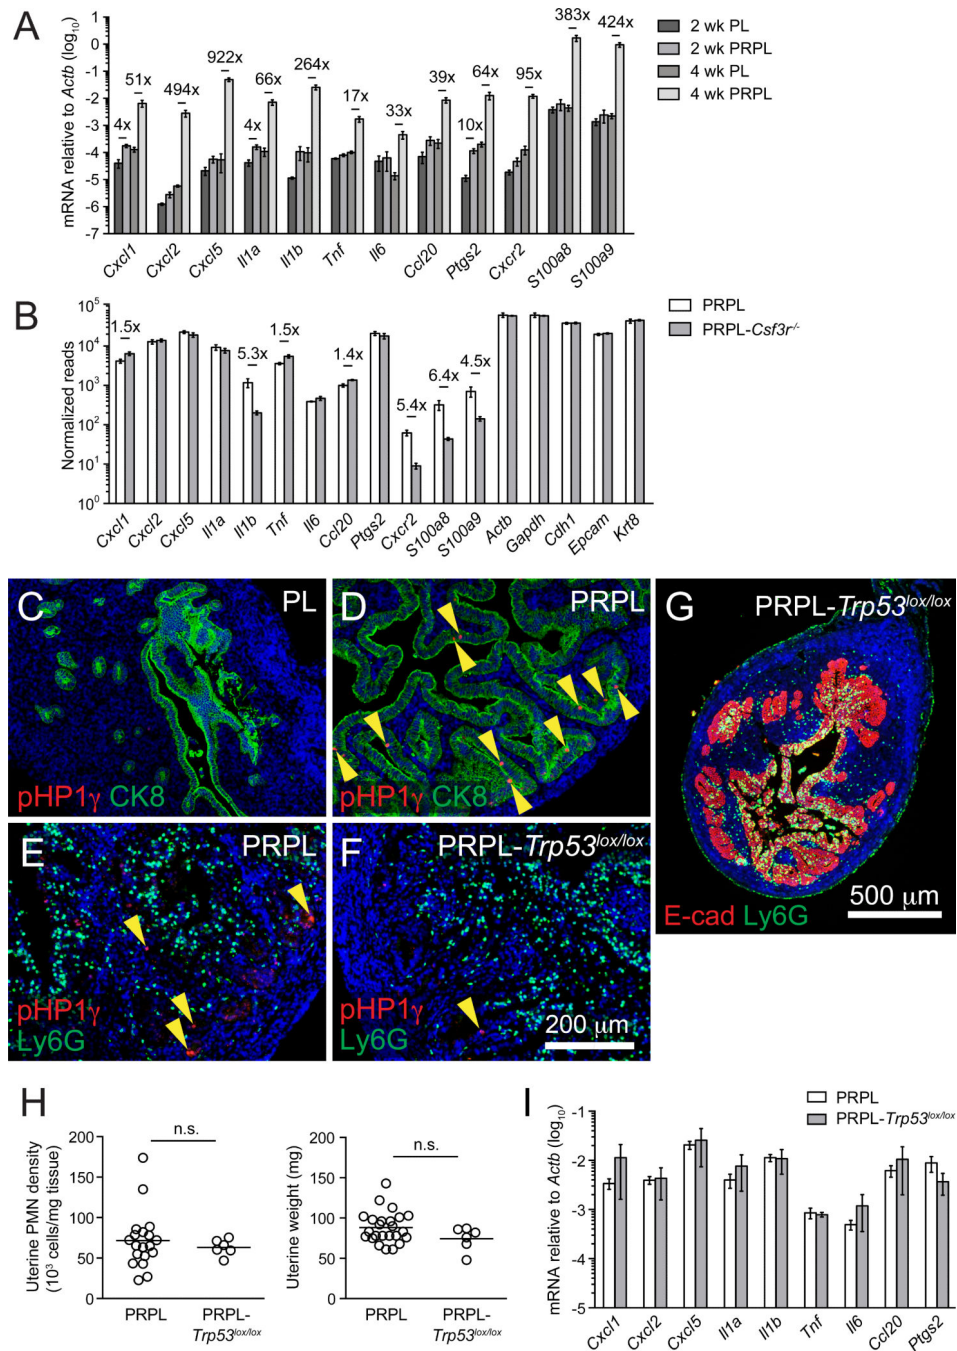 A
mRNA relative to Actb (log10)
1
0
-1
-2
-3
-4
-5
-6
-7
4x
51x
494x
922x
4x
66x
264x
17x
33x
39x
10x
64x
95x
383x
424x
2 wk PL
2 wk PRPL
4 wk PL
4 wk PRPL
Cxcl1
Cxcl2
Cxcl5
Il1a
Il1b
Tnf
Il6
Ccl20
Ptgs2
Cxcr2
S100a8
S100a9
B
Normalized reads
10^5
10^4
10^3
10^2
10^1
10^0
1.5x
5.3x
1.5x
1.4x
5.4x
6.4x
4.5x
PRPL
PRPL-Csf3r-/-
Cxcl1
Cxcl2
Cxcl5
Il1a
Il1b
Tnf
Il6
Ccl20
Ptgs2
Cxcr2
S100a8
S100a9
Actb
Gapdh
Cdh1
Epcam
Krt8
C
PL
pHP1γ CK8
D
PRPL
pHP1γ CK8
E
PRPL
pHP1γ
Ly6G
F
PRPL-Trp53lox/lox
pHP1γ
Ly6G
200 μm
G
PRPL-Trp53lox/lox
E-cad Ly6G
500 μm
H
Uterine PMN density
(10^3 cells/mg tissue)
200
150
100
50
0
n.s.
PRPL
PRPL-
Trp53lox/lox
Uterine weight (mg)
200
150
100
50
0
n.s.
PRPL
PRPL-
Trp53lox/lox
I
mRNA relative to Actb (log10)
-1
-2
-3
-4
-5
PRPL
PRPL-Trp53lox/lox
Cxcl1
Cxcl2
Cxcl5
Il1a
Il1b
Tnf
Il6
Ccl20
Ptgs2